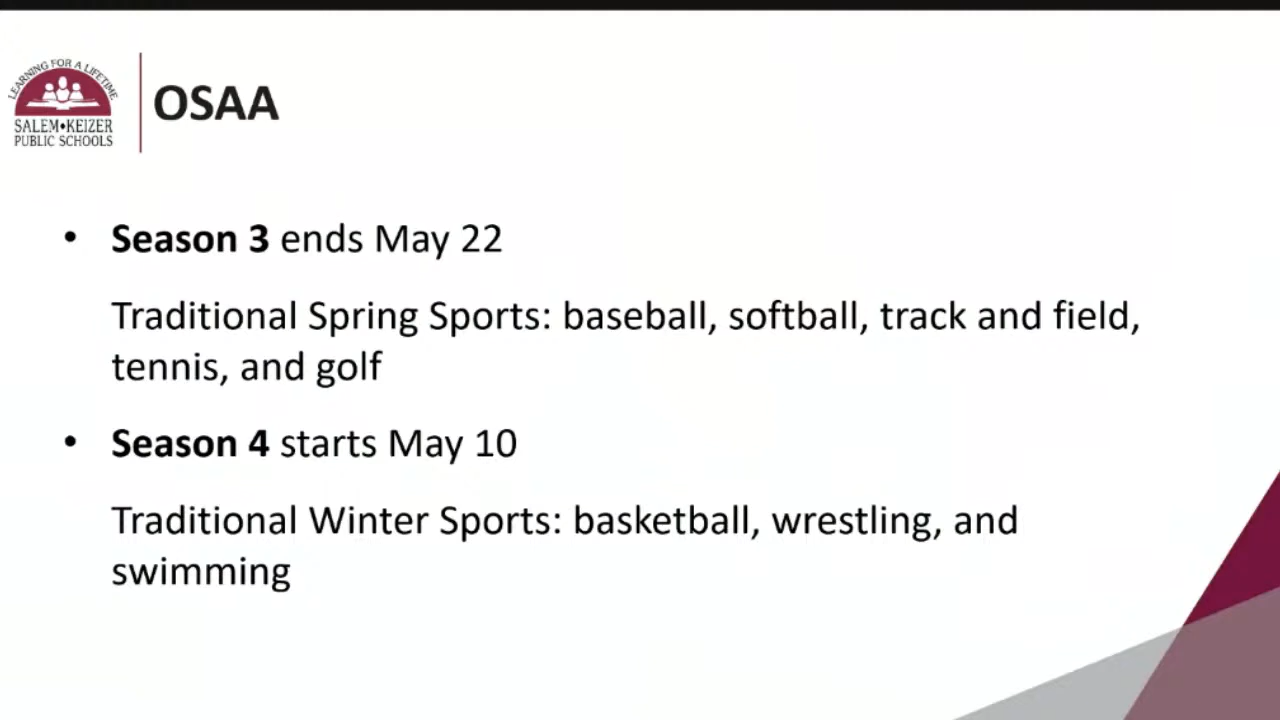 LEARNING FOR A LIFETIME
SALEM•KEIZER
PUBLIC SCHOOLS
OSAA
• Season 3 ends May 22
Traditional Spring Sports: baseball, softball, track and field,
tennis, and golf
• Season 4 starts May 10
Traditional Winter Sports: basketball, wrestling, and
swimming